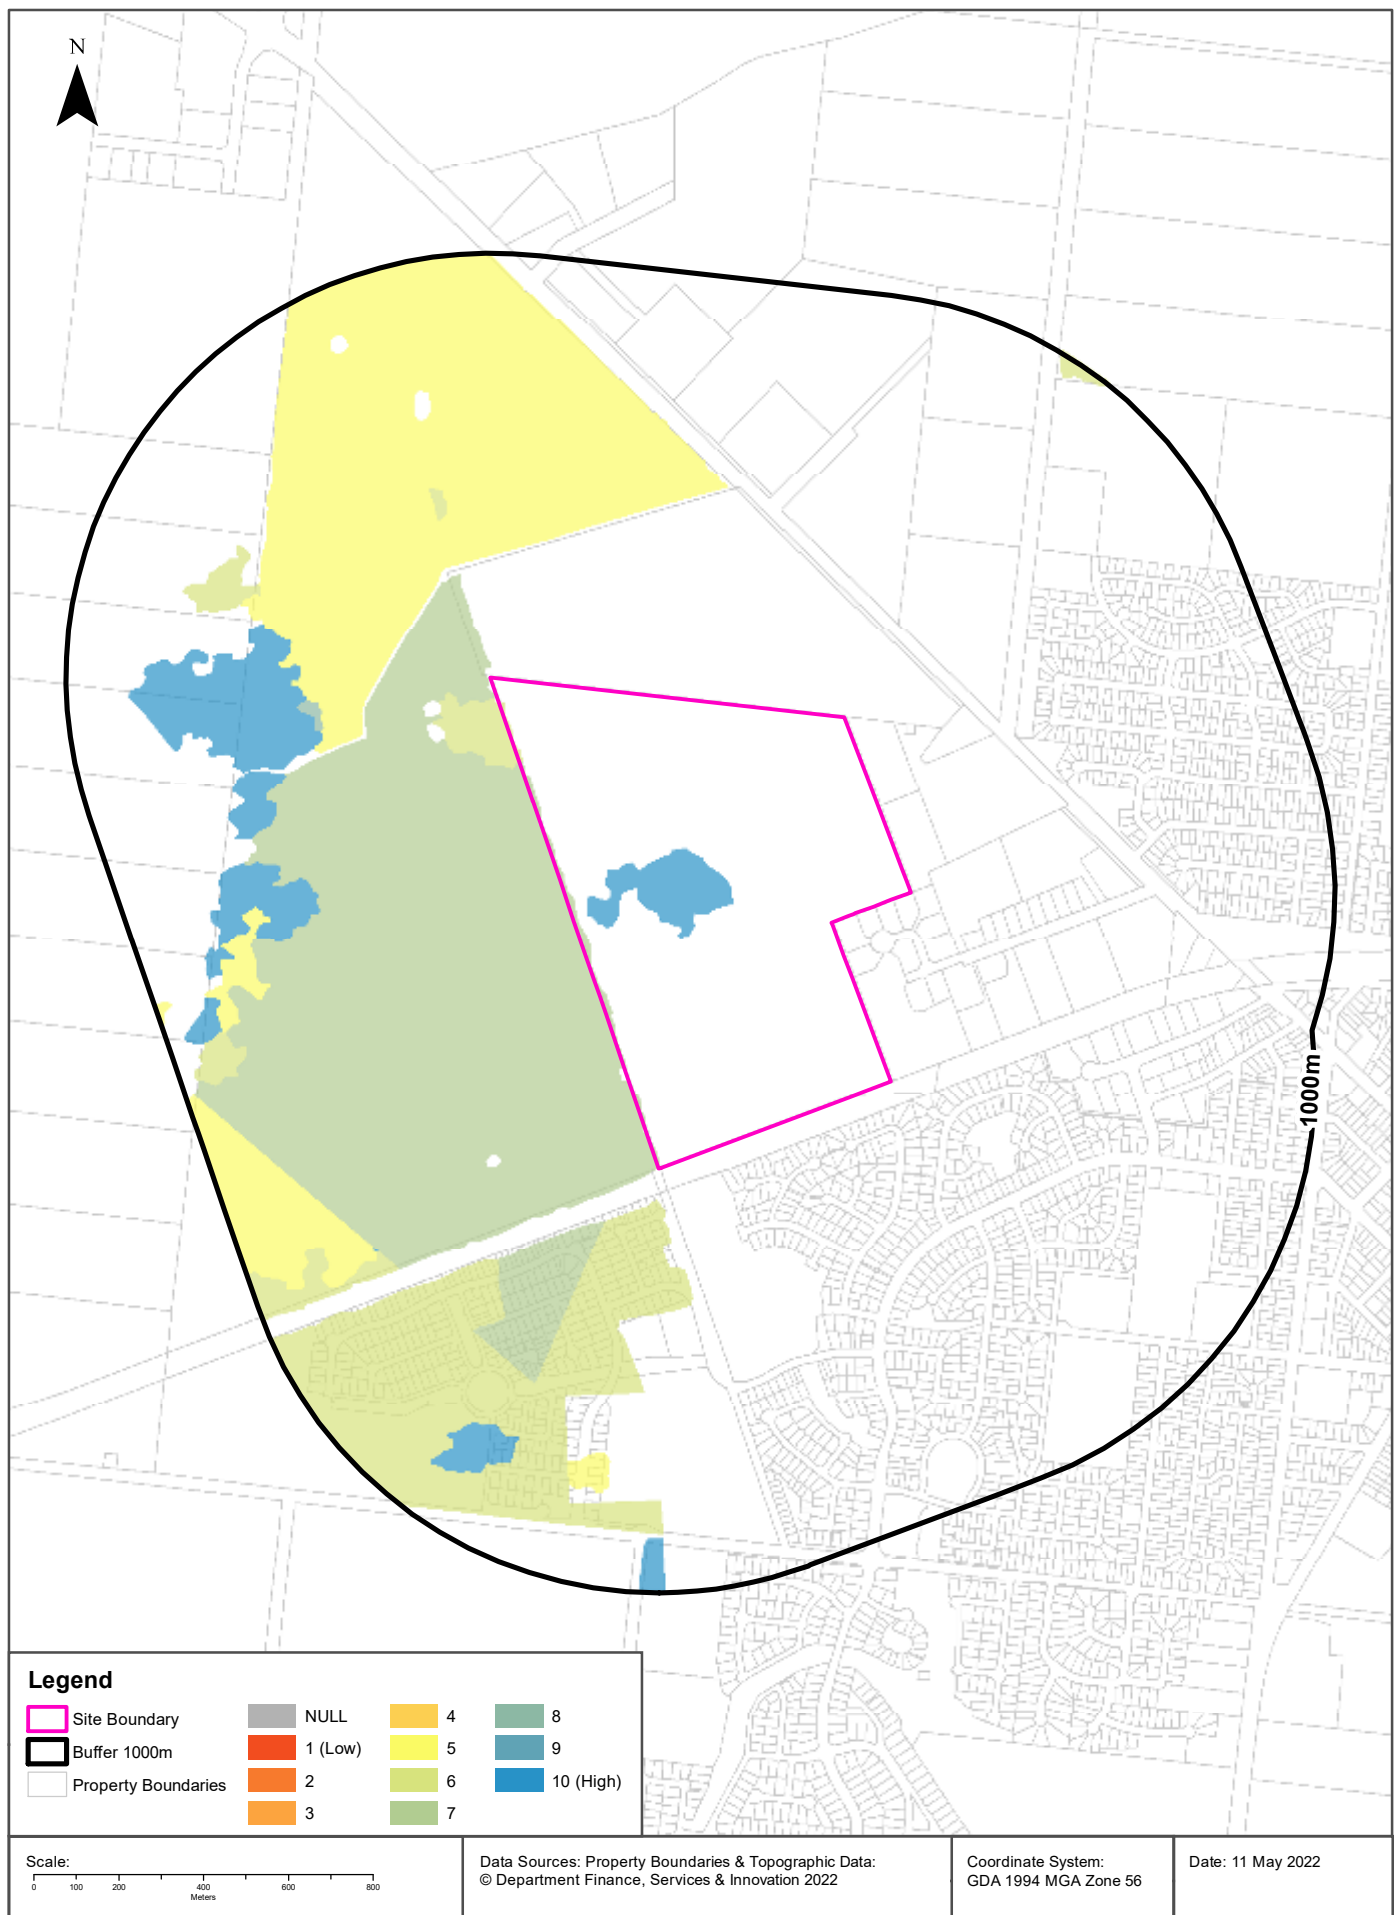 N
1000m
Legend
Site Boundary
Buffer 1000m
Property Boundaries
NULL
1 (Low)
2
3
4
5
6
7
8
9
10 (High)
Scale:
0 100 200 400 600 800
Meters
Data Sources: Property Boundaries & Topographic Data:
© Department Finance, Services & Innovation 2022
Coordinate System:
GDA 1994 MGA Zone 56
Date: 11 May 2022